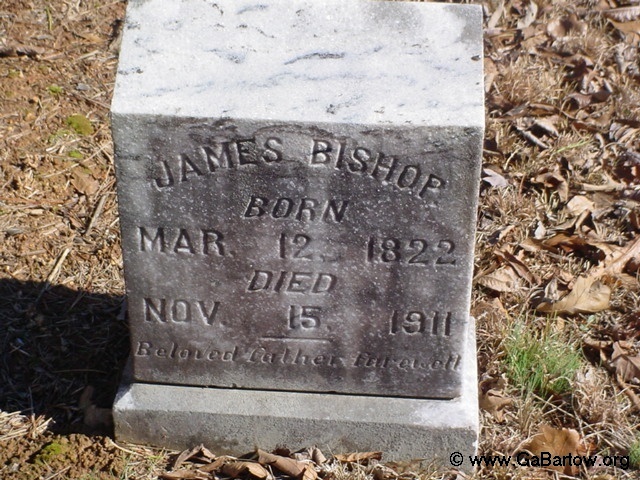 JAMES BISHOP
BORN
MAR. 12. 1822
DIED
NOV. 15. 1911
Beloved father farewell
© www.GaBartow.org